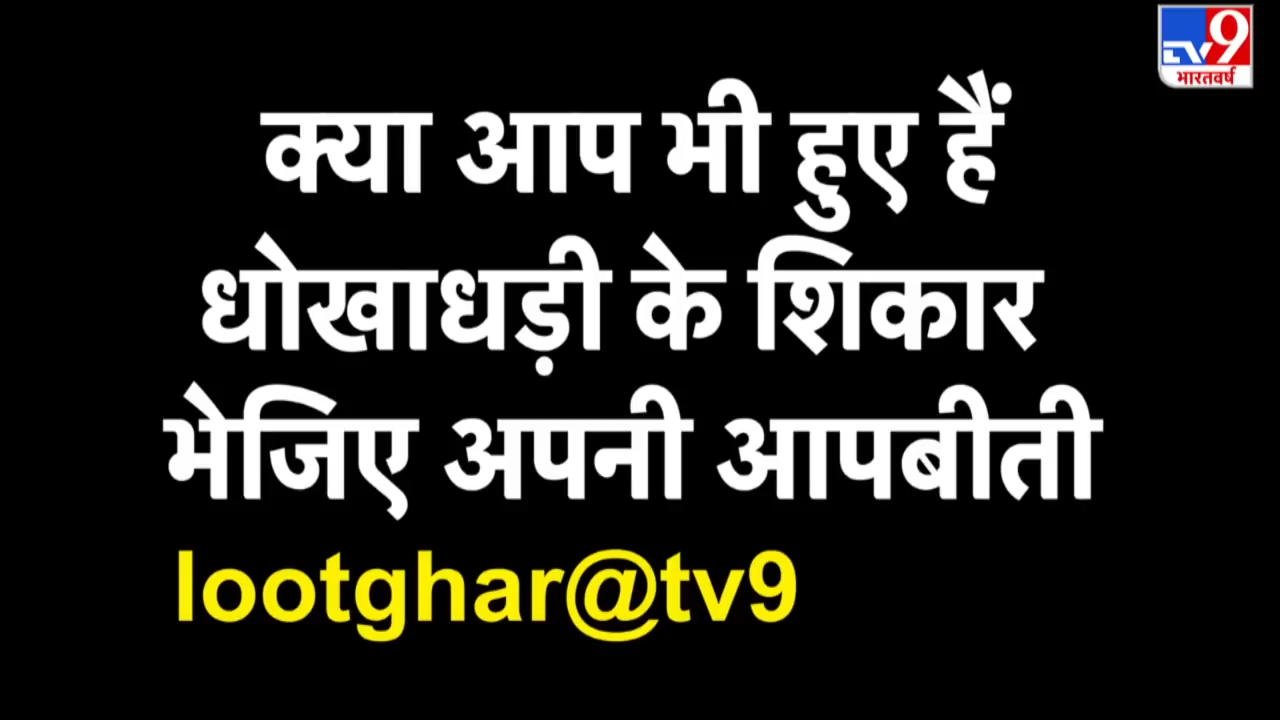 TV9
भारतवर्ष
क्या आप भी हुए हैं
धोखाधड़ी के शिकार
भेजिए अपनी आपबीती
lootghar@tv9